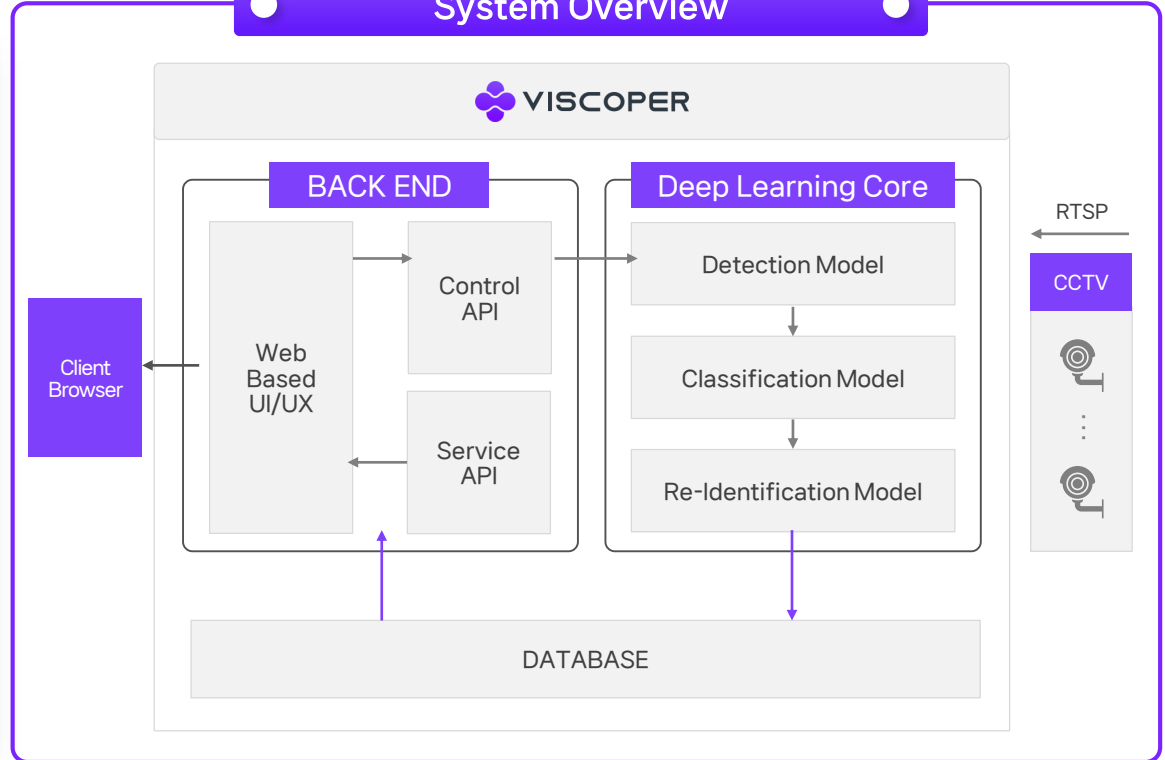 System Overview
VISCOPER
BACK END
Deep Learning Core
RTSP
CCTV
Client
Browser
Web
Based
UI/UX
Control
API
Service
API
Detection Model
Classification Model
Re-Identification Model
DATABASE